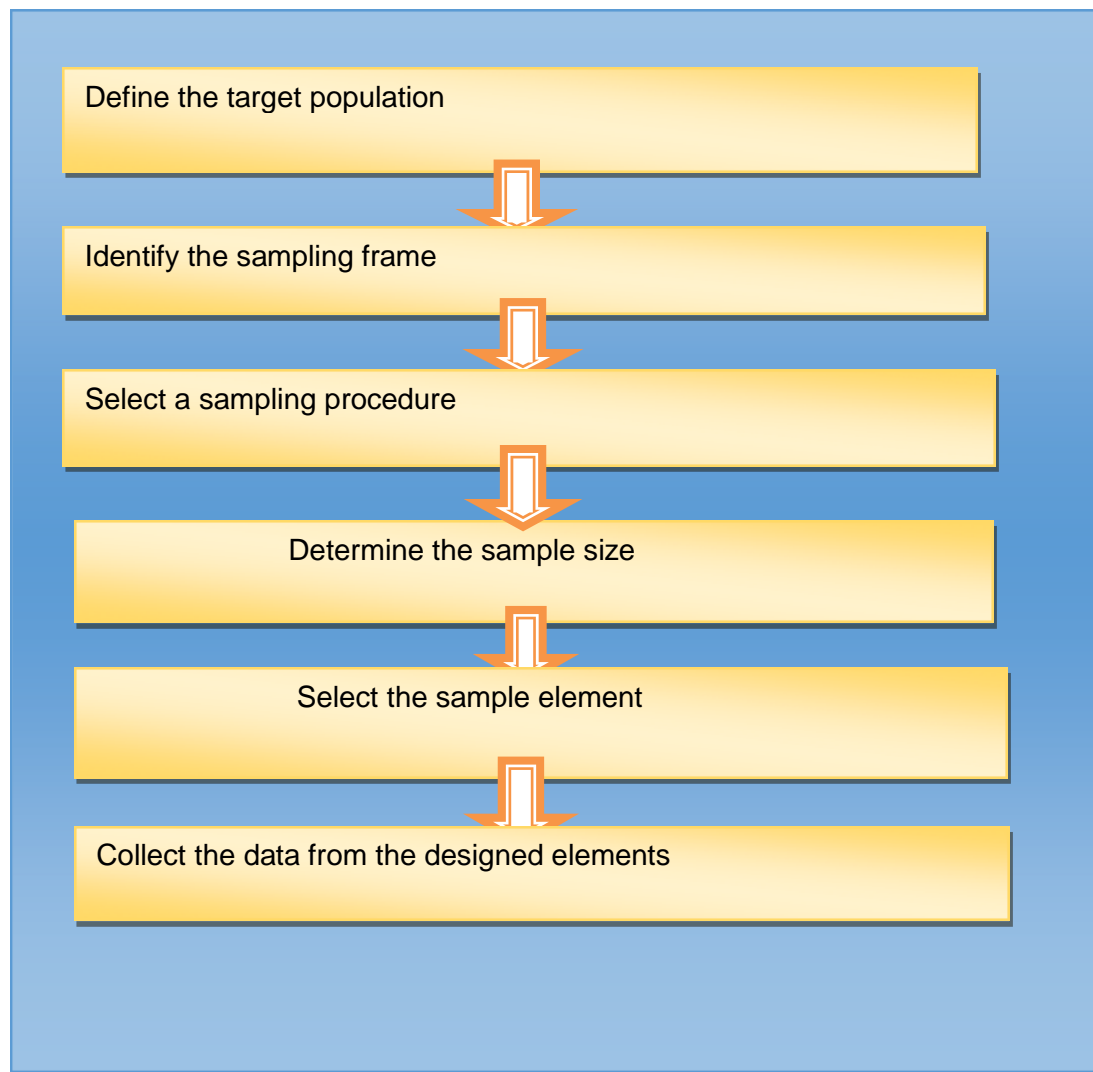 Define the target population
Identify the sampling frame
Select a sampling procedure
Determine the sample size
Select the sample element
Collect the data from the designed elements